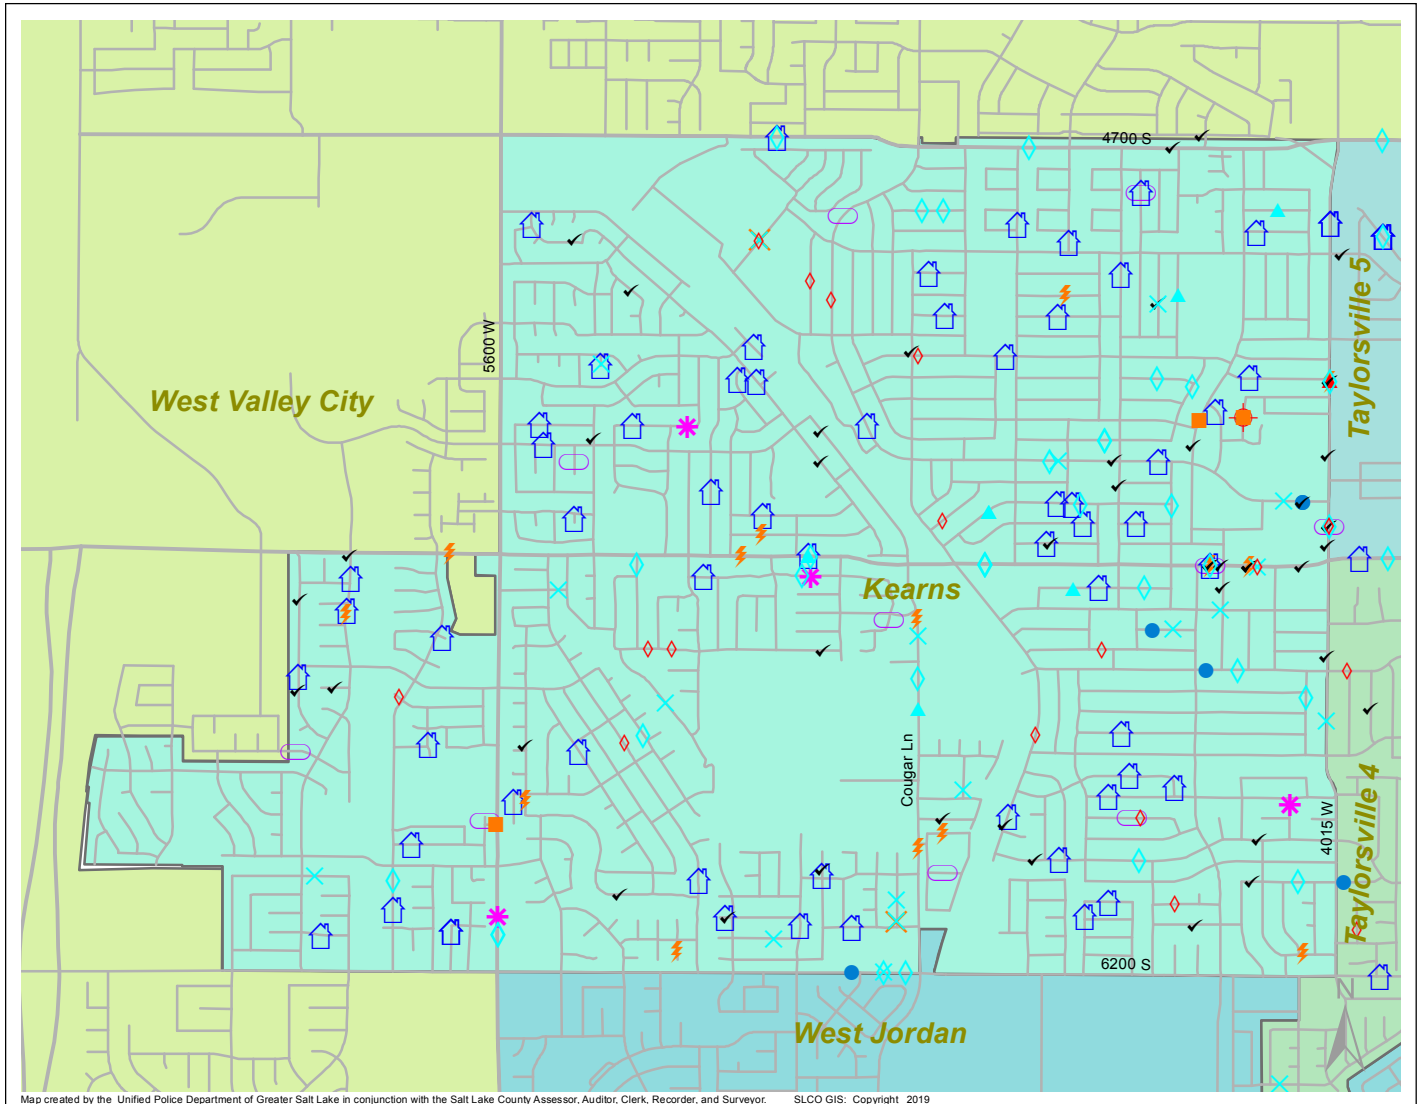 4700 S
Taylorsville 5
5600 W
West Valley City
Kearns
Cougar Ln
4015 W
Taylorsville 4
6200 S
N
West Jordan
Map created by the Unified Police Department of Greater Salt Lake in conjunction with the Salt Lake County Assessor, Auditor, Clerk, Recorder, and Surveyor. SLCO GIS: Copyright 2019